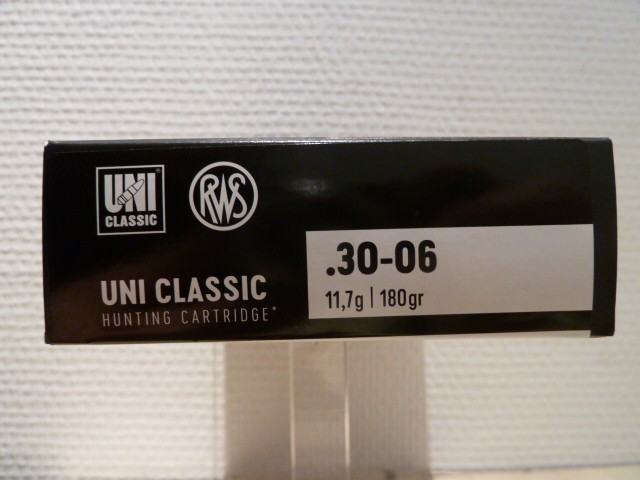 UNI
CLASSIC
RWS
UNI CLASSIC
HUNTING CARTRIDGE*
.30-06
11,7g | 180gr